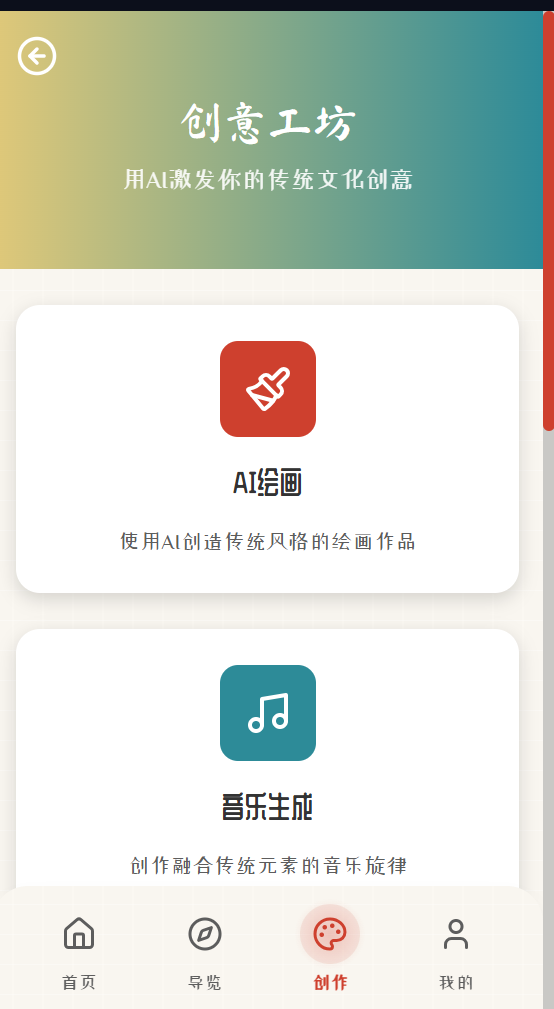 创意工坊
用AI激发你的传统文化创意
AI绘画
使用AI创造传统风格的绘画作品
音乐生成
创作融合传统元素的音乐旋律
首页
导览
创作
我的